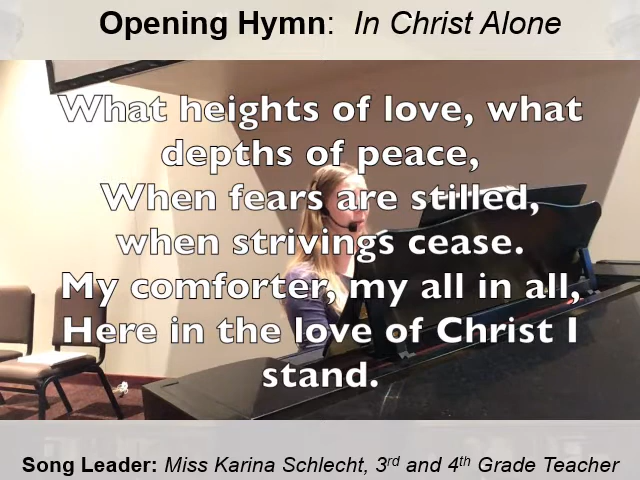 Opening Hymn: In Christ Alone
What heights of love, what
depths of peace,
When fears are stilled,
when strivings cease.
My comforter, my all in all,
Here in the love of Christ I
stand.
Song Leader: Miss Karina Schlecht, 3rd and 4th Grade Teacher